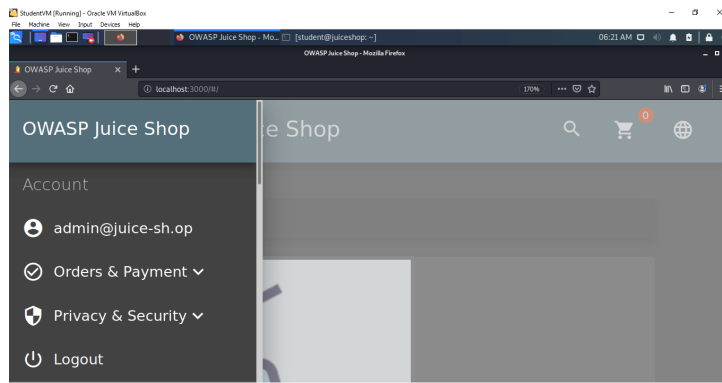 StudentVM [Running] - Oracle VM VirtualBox
File Machine View Input Devices Help
OWASP Juice Shop - Mo... [student@juiceshop: ~] 06:21 AM
OWASP Juice Shop - Mozilla Firefox
OWASP Juice Shop
localhost:3000/#/ 170%
OWASP Juice Shop
ce Shop
0
Account
admin@juice-sh.op
Orders & Payment
Privacy & Security
Logout